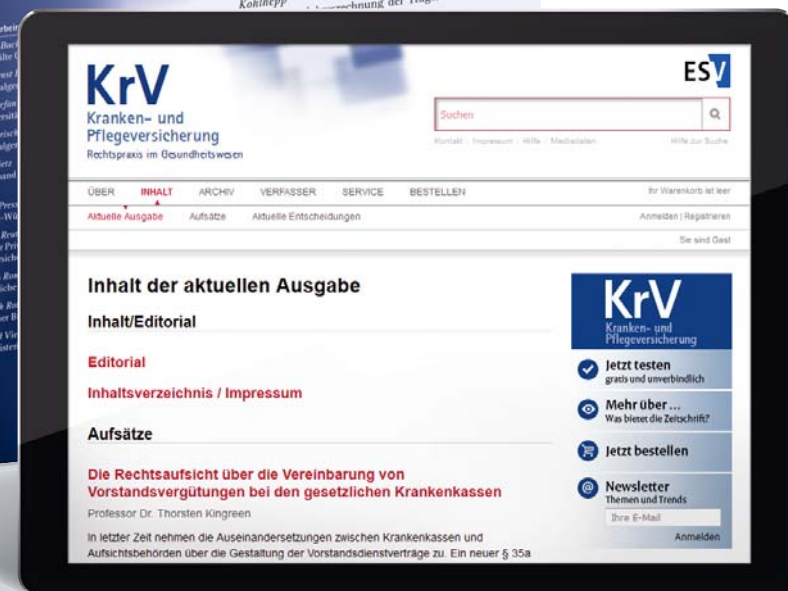 Kohlhepp
rechnung der
KrV
Kranken- und
Pflegeversicherung
Rechtspraxis im Gesundheitswesen
ESV
Suchen
Kontakt - Impressum - Hilfe - Mediadaten
Hilfe zur Suche
ÜBER INHALT ARCHIV VERFASSER SERVICE BESTELLEN
Ihr Warenkorb ist leer
Aktuelle Ausgabe Aufsätze Aktuelle Entscheidungen
Anmelden | Registrieren
Sie sind Gast
Inhalt der aktuellen Ausgabe
Inhalt/Editorial
Editorial
Inhaltsverzeichnis / Impressum
Aufsätze
Die Rechtsaufsicht über die Vereinbarung von
Vorstandsvergütungen bei den gesetzlichen Krankenkassen
Professor Dr. Thorsten Kingreen
In letzter Zeit nehmen die Auseinandersetzungen zwischen Krankenkassen und
Aufsichtsbehörden über die Gestaltung der Vorstandsdienstverträge zu. Ein neuer § 35a
KrV
Kranken- und
Pflegeversicherung
Jetzt testen
gratis und unverbindlich
Mehr über ...
Was bietet die Zeitschrift?
Jetzt bestellen
Newsletter
Themen und Trends
Ihre E-Mail
Anmelden